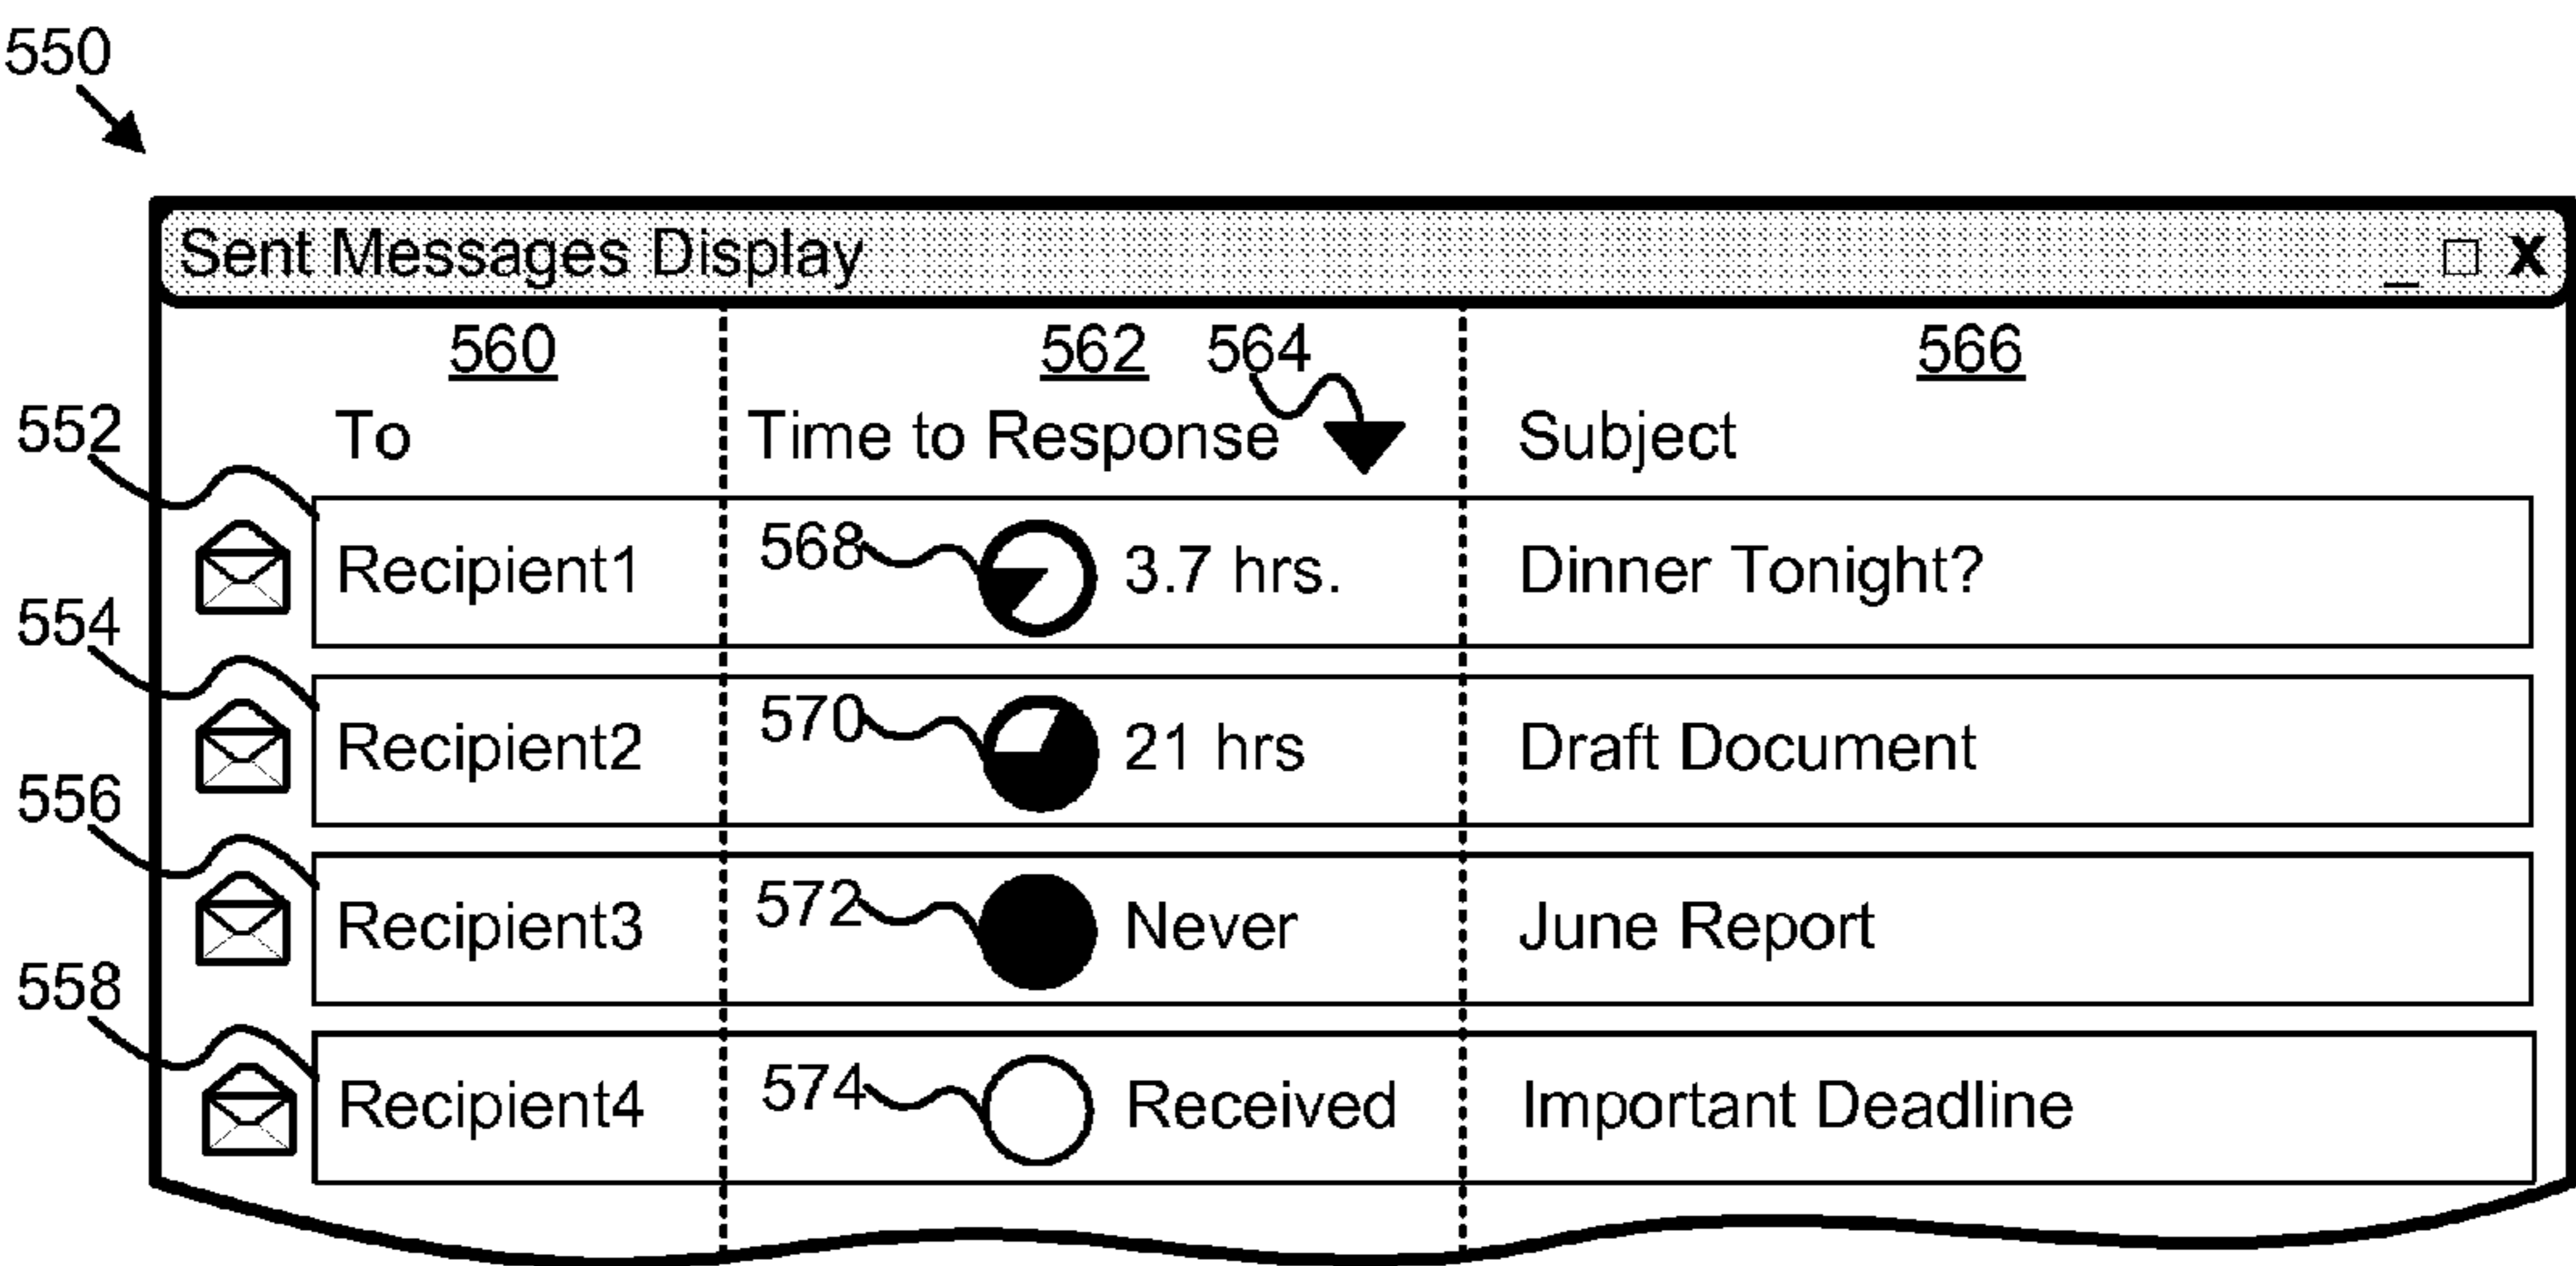 550
Sent Messages Display _ □ X
560 562 564 566
552 To Time to Response Subject
Recipient1 568 3.7 hrs. Dinner Tonight?
554
Recipient2 570 21 hrs Draft Document
556
Recipient3 572 Never June Report
558
Recipient4 574 Received Important Deadline